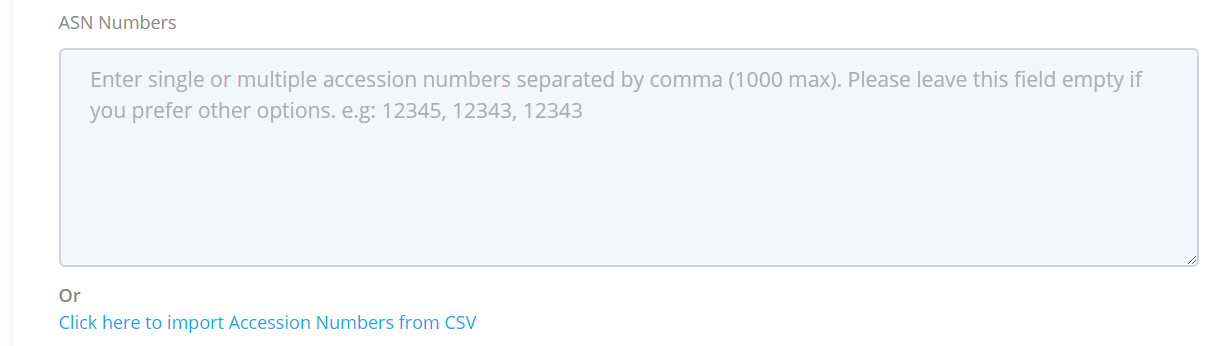 ASN Numbers
Enter single or multiple accession numbers separated by comma (1000 max). Please leave this field empty if
you prefer other options. e.g: 12345, 12343, 12343
Or
Click here to import Accession Numbers from CSV